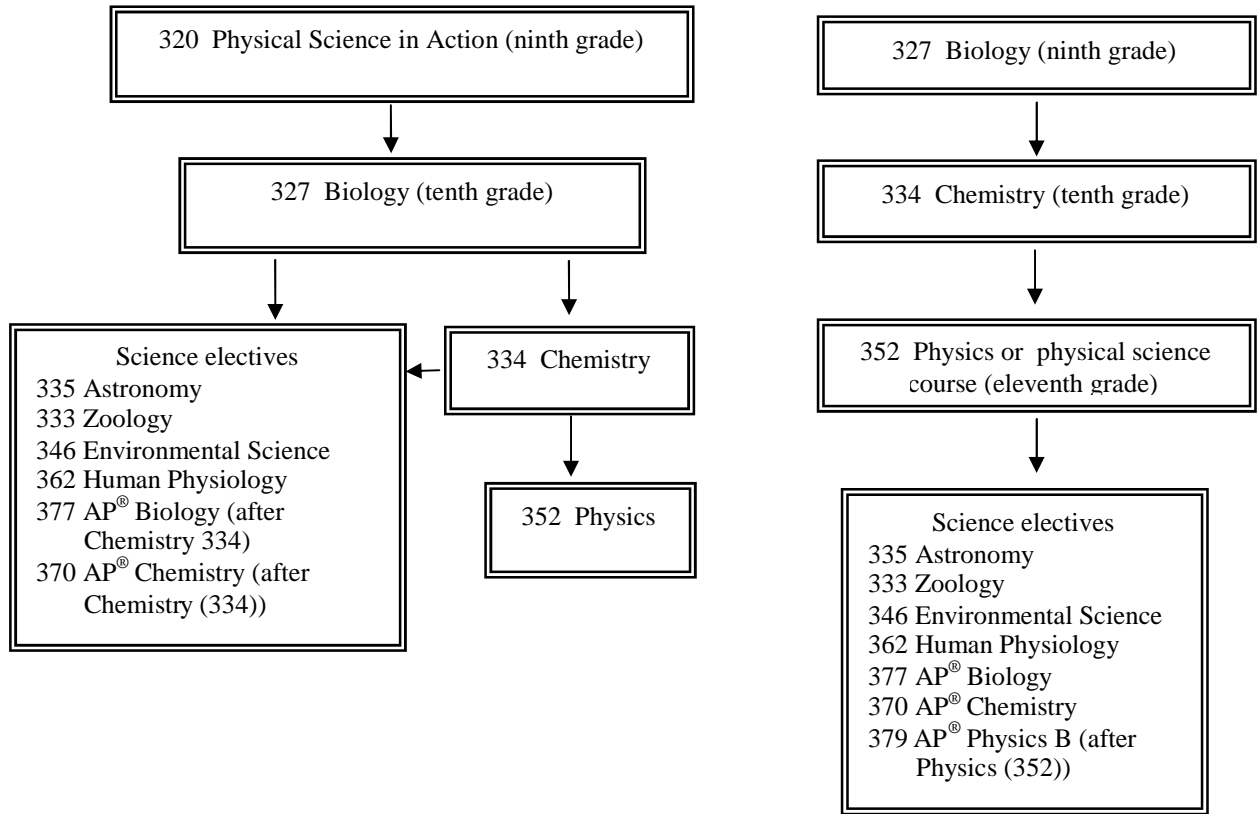 320 Physical Science in Action (ninth grade)
327 Biology (tenth grade)
Science electives
335 Astronomy
333 Zoology
346 Environmental Science
362 Human Physiology
377 AP® Biology (after
Chemistry 334)
370 AP® Chemistry (after
Chemistry (334))
334 Chemistry
352 Physics
327 Biology (ninth grade)
334 Chemistry (tenth grade)
352 Physics or physical science
course (eleventh grade)
Science electives
335 Astronomy
333 Zoology
346 Environmental Science
362 Human Physiology
377 AP® Biology
370 AP® Chemistry
379 AP® Physics B (after
Physics (352))